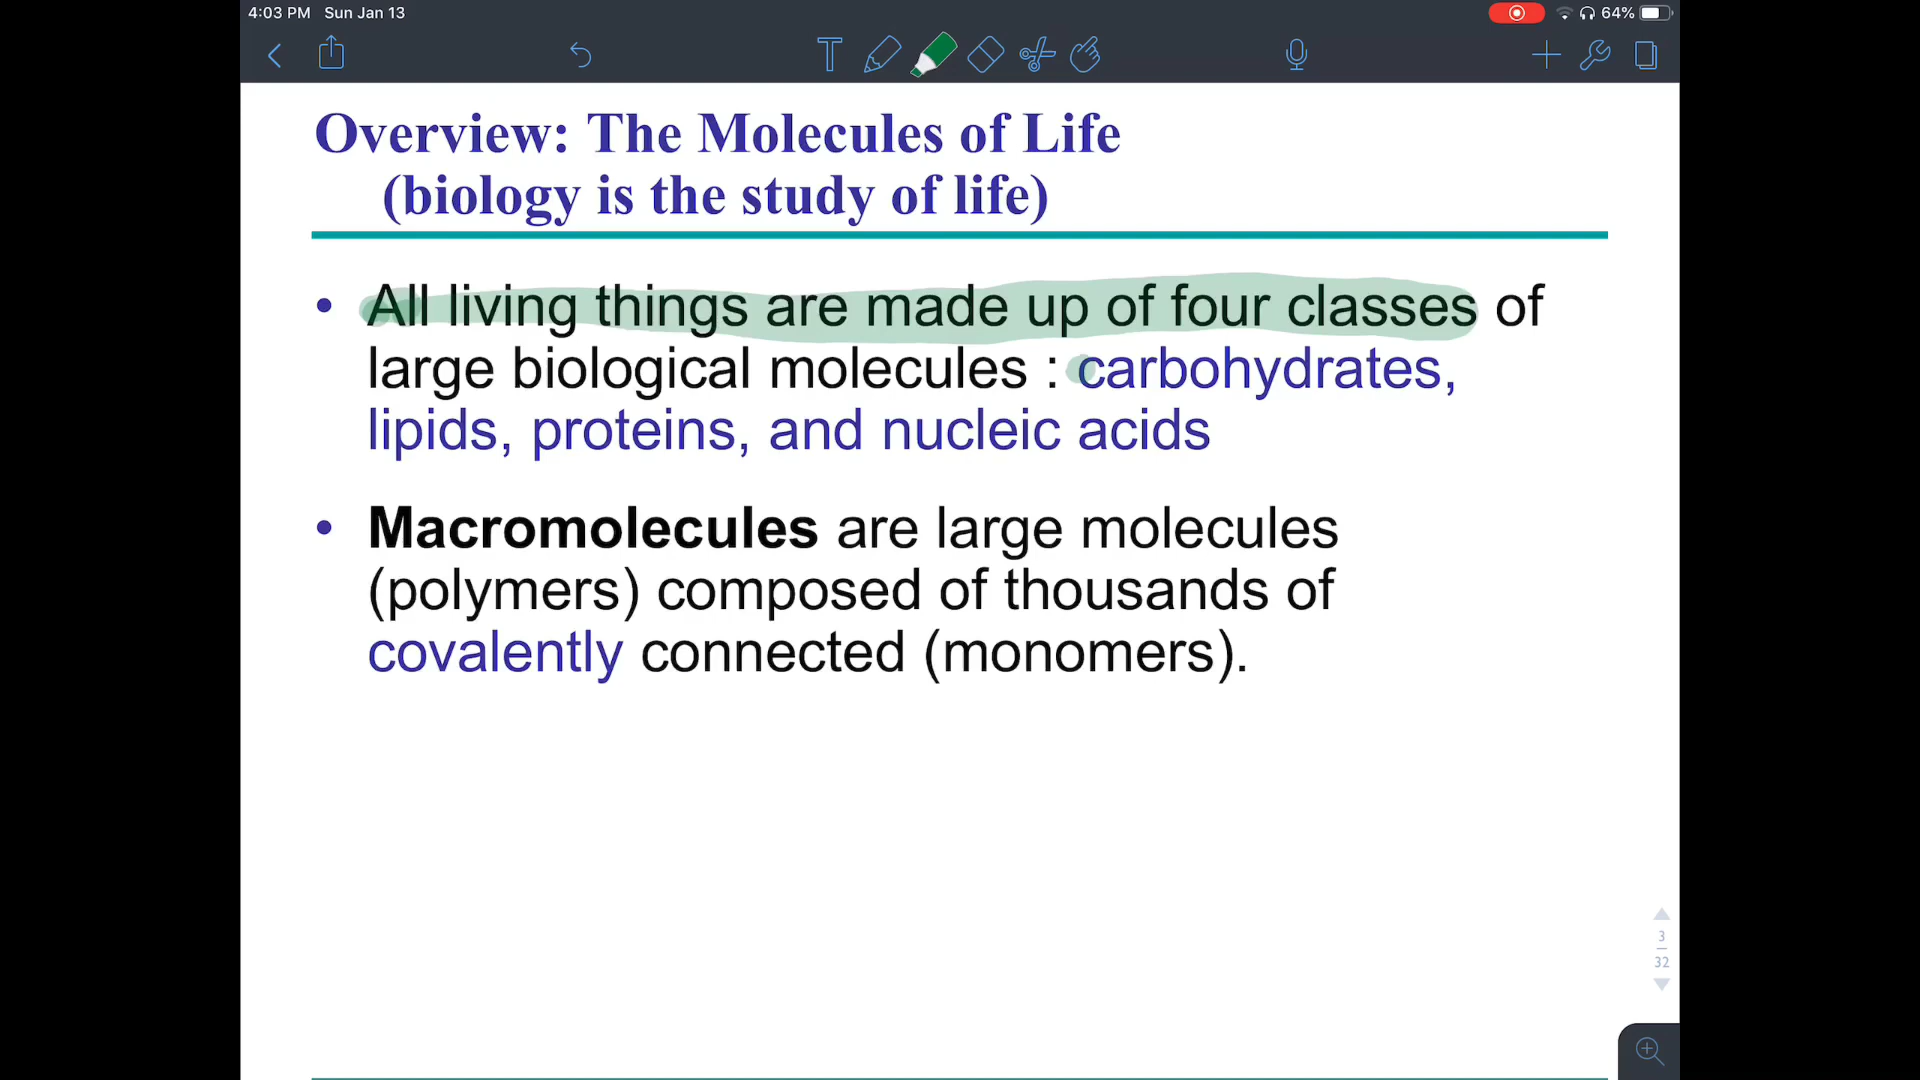 4:03 PM Sun Jan 13
64%
T
Overview: The Molecules of Life
(biology is the study of life)
• All living things are made up of four classes of
large biological molecules : carbohydrates,
lipids, proteins, and nucleic acids
• Macromolecules are large molecules
(polymers) composed of thousands of
covalently connected (monomers).
3
32